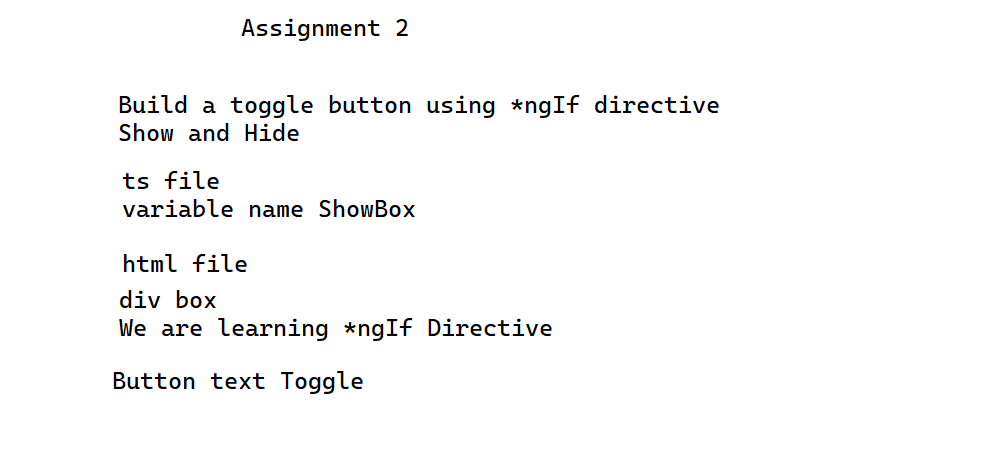 Assignment 2
Build a toggle button using *ngIf directive
Show and Hide
ts file
variable name ShowBox
html file
div box
We are learning *ngIf Directive
Button text Toggle